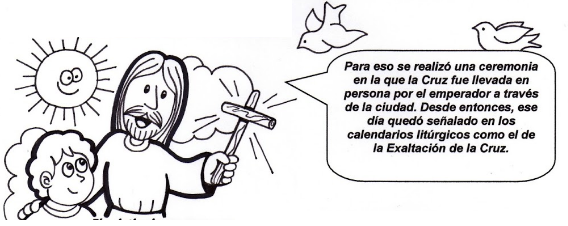 Para eso se realizó una ceremonia
en la que la Cruz fue llevada en
persona por el emperador a través
de la ciudad. Desde entonces, ese
día quedó señalado en los
calendarios litúrgicos como el de
la Exaltación de la Cruz.